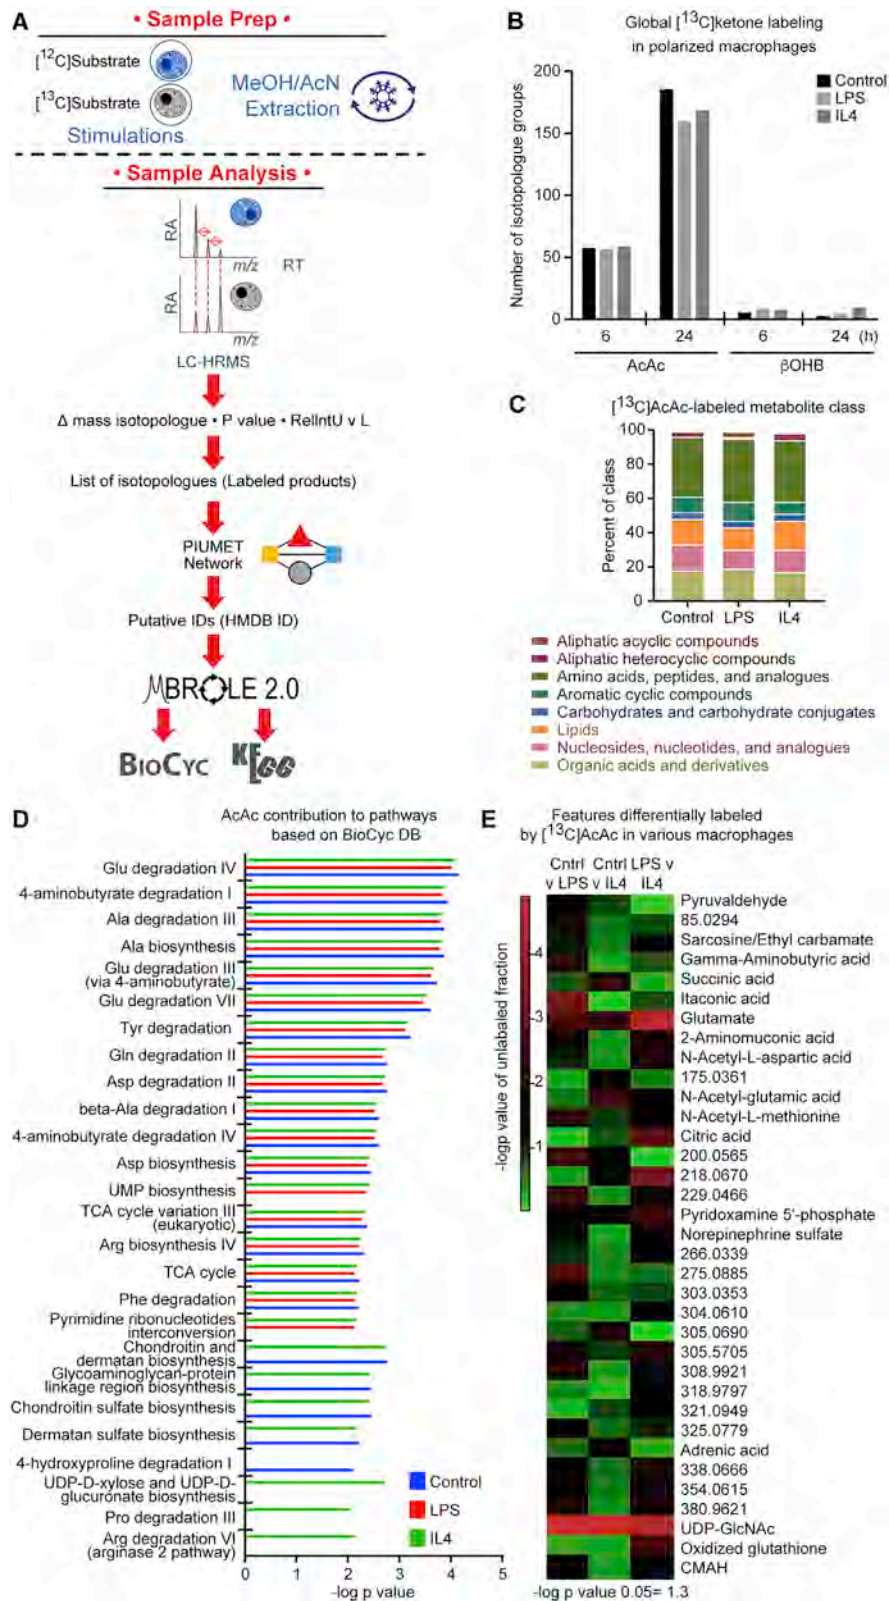 A
• Sample Prep •
[12C]Substrate
[13C]Substrate
Stimulations
MeOH/AcN
Extraction
• Sample Analysis •
RA
m/z
RT
RA
m/z
LC-HRMS
Δ mass isotopologue • P value • RelIntU v L
List of isotopologues (Labeled products)
PIUMET
Network
Putative IDs (HMDB ID)
MBROLE 2.0
BIOCYC
KEGG
B
Global [13C]ketone labeling
in polarized macrophages
Control
LPS
IL4
Number of isotopologue groups
200
150
100
50
0
6
24
6
24
(h)
AcAc
βOHB
C
[13C]AcAc-labeled metabolite class
Percent of class
100
80
60
40
20
0
Control
LPS
IL4
Aliphatic acyclic compounds
Aliphatic heterocyclic compounds
Amino acids, peptides, and analogues
Aromatic cyclic compounds
Carbohydrates and carbohydrate conjugates
Lipids
Nucleosides, nucleotides, and analogues
Organic acids and derivatives
D
AcAc contribution to pathways
based on BioCyc DB
Glu degradation IV
4-aminobutyrate degradation I
Ala degradation III
Ala biosynthesis
Glu degradation III
(via 4-aminobutyrate)
Glu degradation VII
Tyr degradation
Gln degradation II
Asp degradation II
beta-Ala degradation I
4-aminobutyrate degradation IV
Asp biosynthesis
UMP biosynthesis
TCA cycle variation III
(eukaryotic)
Arg biosynthesis IV
TCA cycle
Phe degradation
Pyrimidine ribonucleotides
interconversion
Chondroitin and
dermatan biosynthesis
Glycoaminoglycan-protein
linkage region biosynthesis
Chondroitin sulfate biosynthesis
Dermatan sulfate biosynthesis
4-hydroxyproline degradation I
UDP-D-xylose and UDP-D-
glucuronate biosynthesis
Pro degradation III
Arg degradation VI
(arginase 2 pathway)
Control
LPS
IL4
0
1
2
3
4
5
-log p value
E
Features differentially labeled
by [13C]AcAc in various macrophages
Cntrl Cntrl LPS v
v LPS v IL4 IL4
-logp value of unlabaled fraction
4
3
2
1
Pyruvaldehyde
85.0294
Sarcosine/Ethyl carbamate
Gamma-Aminobutyric acid
Succinic acid
Itaconic acid
Glutamate
2-Aminomuconic acid
N-Acetyl-L-aspartic acid
175.0361
N-Acetyl-glutamic acid
N-Acetyl-L-methionine
Citric acid
200.0565
218.0670
229.0466
Pyridoxamine 5'-phosphate
Norepinephrine sulfate
266.0339
275.0885
303.0353
304.0610
305.0690
305.5705
308.9921
318.9797
321.0949
325.0779
Adrenic acid
338.0666
354.0615
380.9621
UDP-GlcNAc
Oxidized glutathione
CMAH
-log p value 0.05= 1.3